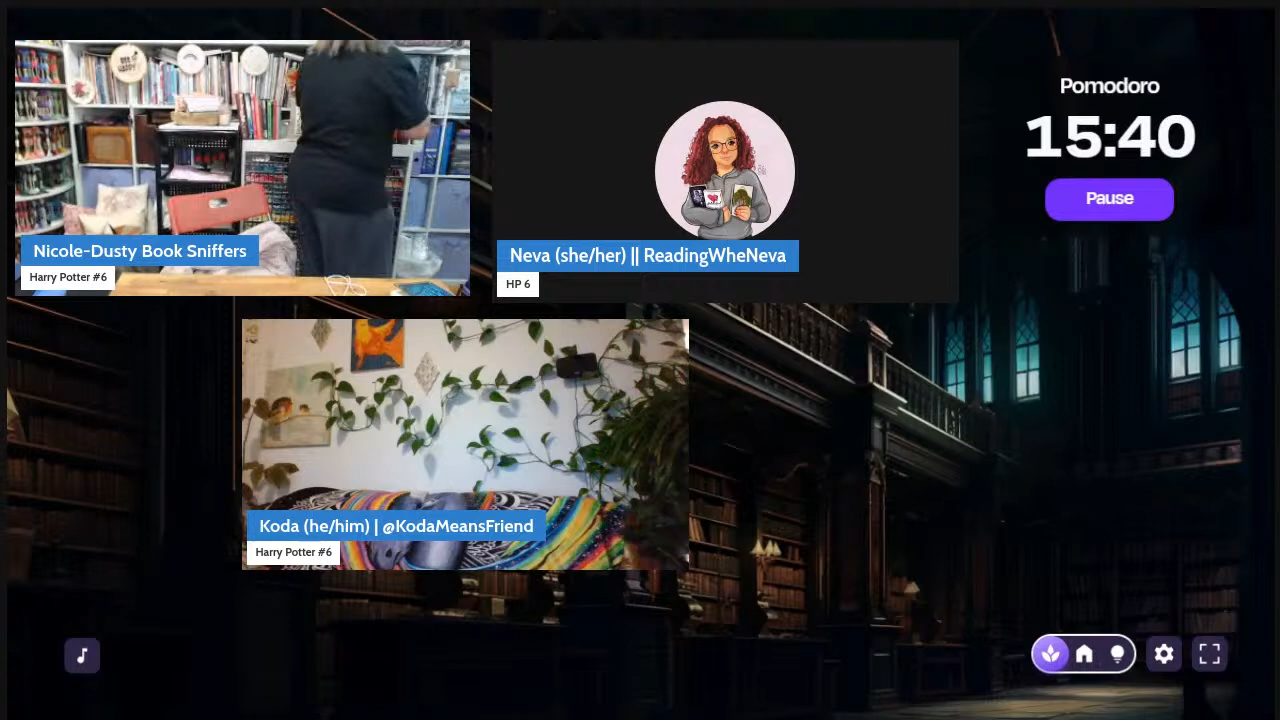 Nicole-Dusty Book Sniffers
Harry Potter #6
Neva (she/her) || ReadingWheNeva
HP 6
Pomodoro
15:40
Pause
Koda (he/him) | @KodaMeansFriend
Harry Potter #6